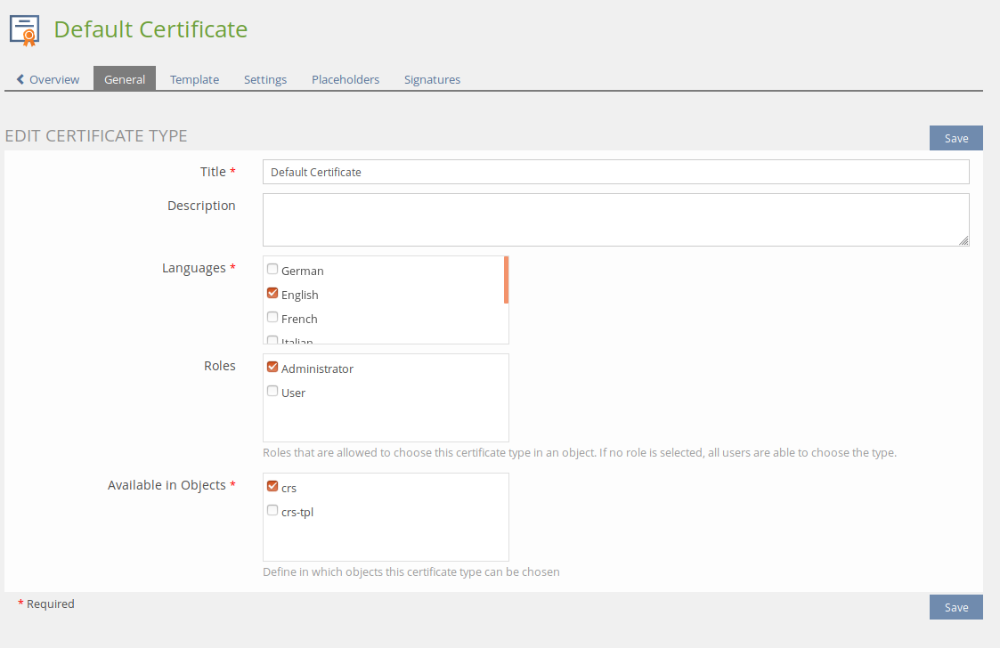 Default Certificate
Overview General Template Settings Placeholders Signatures
EDIT CERTIFICATE TYPE
Save
Title *
Default Certificate
Description
Languages *
German
English
French
Italian
Roles
Administrator
User
Roles that are allowed to choose this certificate type in an object. If no role is selected, all users are able to choose the type.
Available in Objects *
crs
crs-tpl
Define in which objects this certificate type can be chosen
* Required
Save